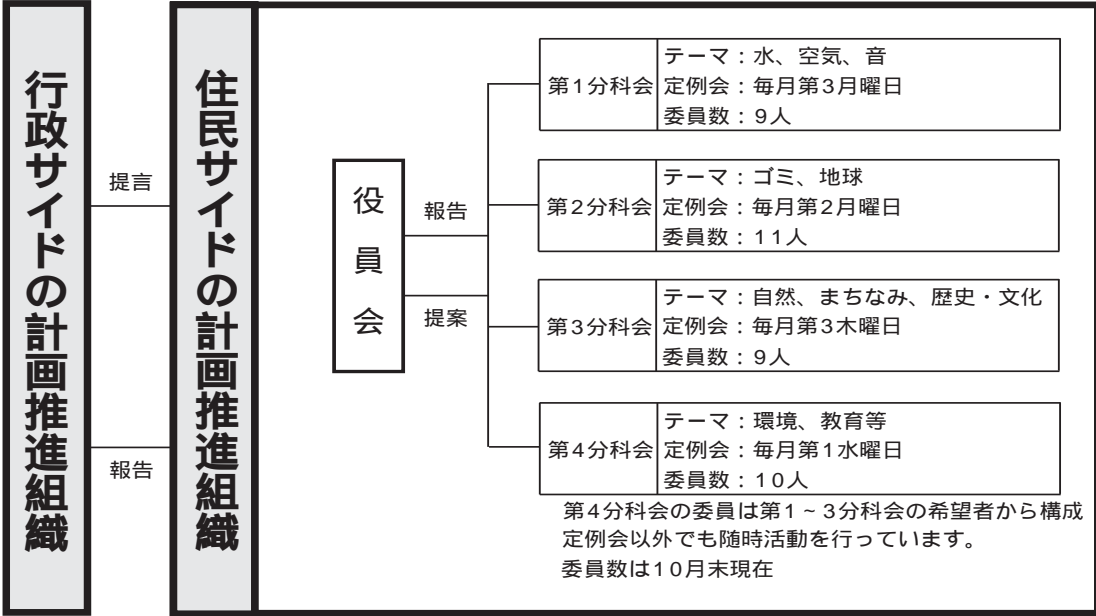 行政サイドの計画推進組織
提言
報告
住民サイドの計画推進組織
役員会
報告
提案
第1分科会
テーマ：水、空気、音
定例会：毎月第3月曜日
委員数：9人
第2分科会
テーマ：ゴミ、地球
定例会：毎月第2月曜日
委員数：11人
第3分科会
テーマ：自然、まちなみ、歴史・文化
定例会：毎月第3木曜日
委員数：9人
第4分科会
テーマ：環境、教育等
定例会：毎月第1水曜日
委員数：10人
第4分科会の委員は第1~3分科会の希望者から構成
定例会以外でも随時活動を行っています。
委員数は10月末現在